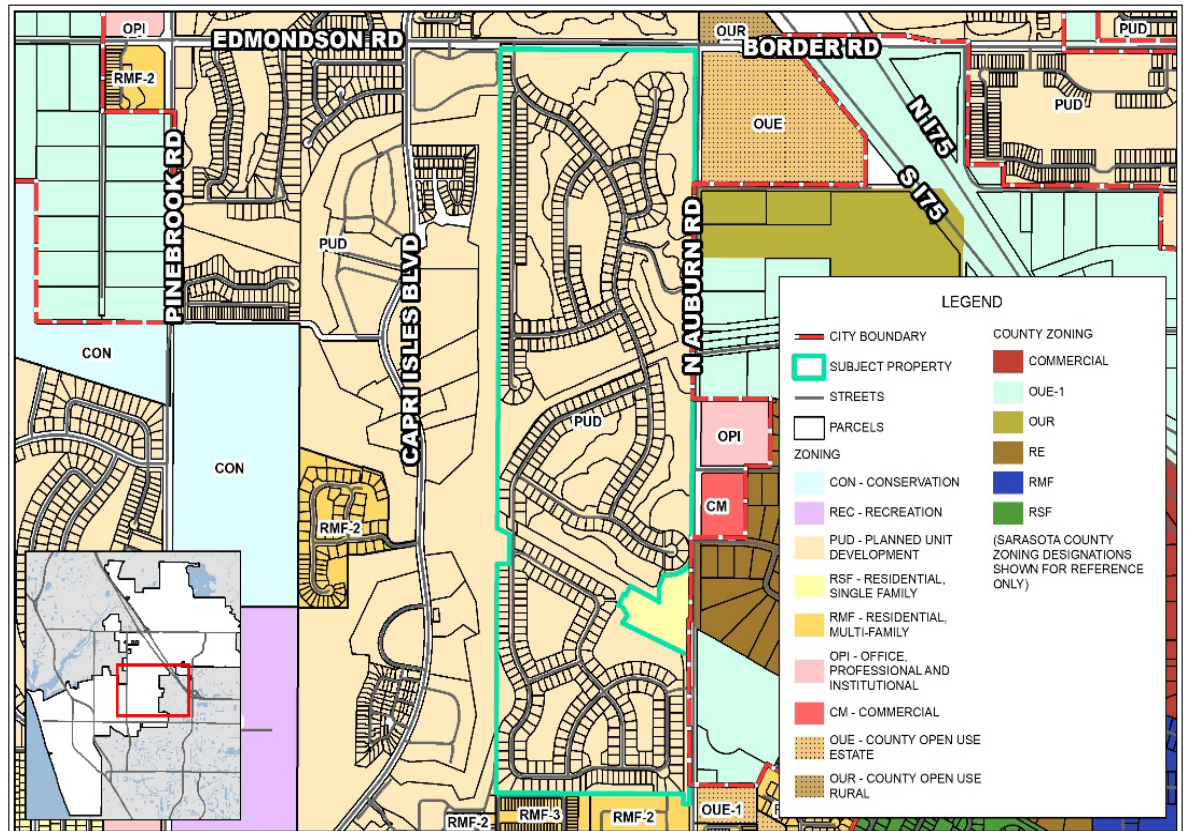 OPI
EDMONDSON RD
OUR
BORDER RD
PUD
RMF-2
PUD
OUE
N I75
PINEBROOK RD
S I75
PUD
CAPRI ISLES BLVD
N AUBURN RD
CON
PUD
OPI
CON
CM
RMF-2
RMF-2
RMF-3
RMF-2
OUE-1
LEGEND
CITY BOUNDARY
SUBJECT PROPERTY
STREETS
PARCELS
ZONING
CON - CONSERVATION
REC - RECREATION
PUD - PLANNED UNIT
DEVELOPMENT
RSF - RESIDENTIAL,
SINGLE FAMILY
RMF - RESIDENTIAL,
MULTI-FAMILY
OPI - OFFICE,
PROFESSIONAL AND
INSTITUTIONAL
CM - COMMERCIAL
OUE - COUNTY OPEN USE
ESTATE
OUR - COUNTY OPEN USE
RURAL
COUNTY ZONING
COMMERCIAL
OUE-1
OUR
RE
RMF
RSF
(SARASOTA COUNTY
ZONING DESIGNATIONS
SHOWN FOR REFERENCE
ONLY)